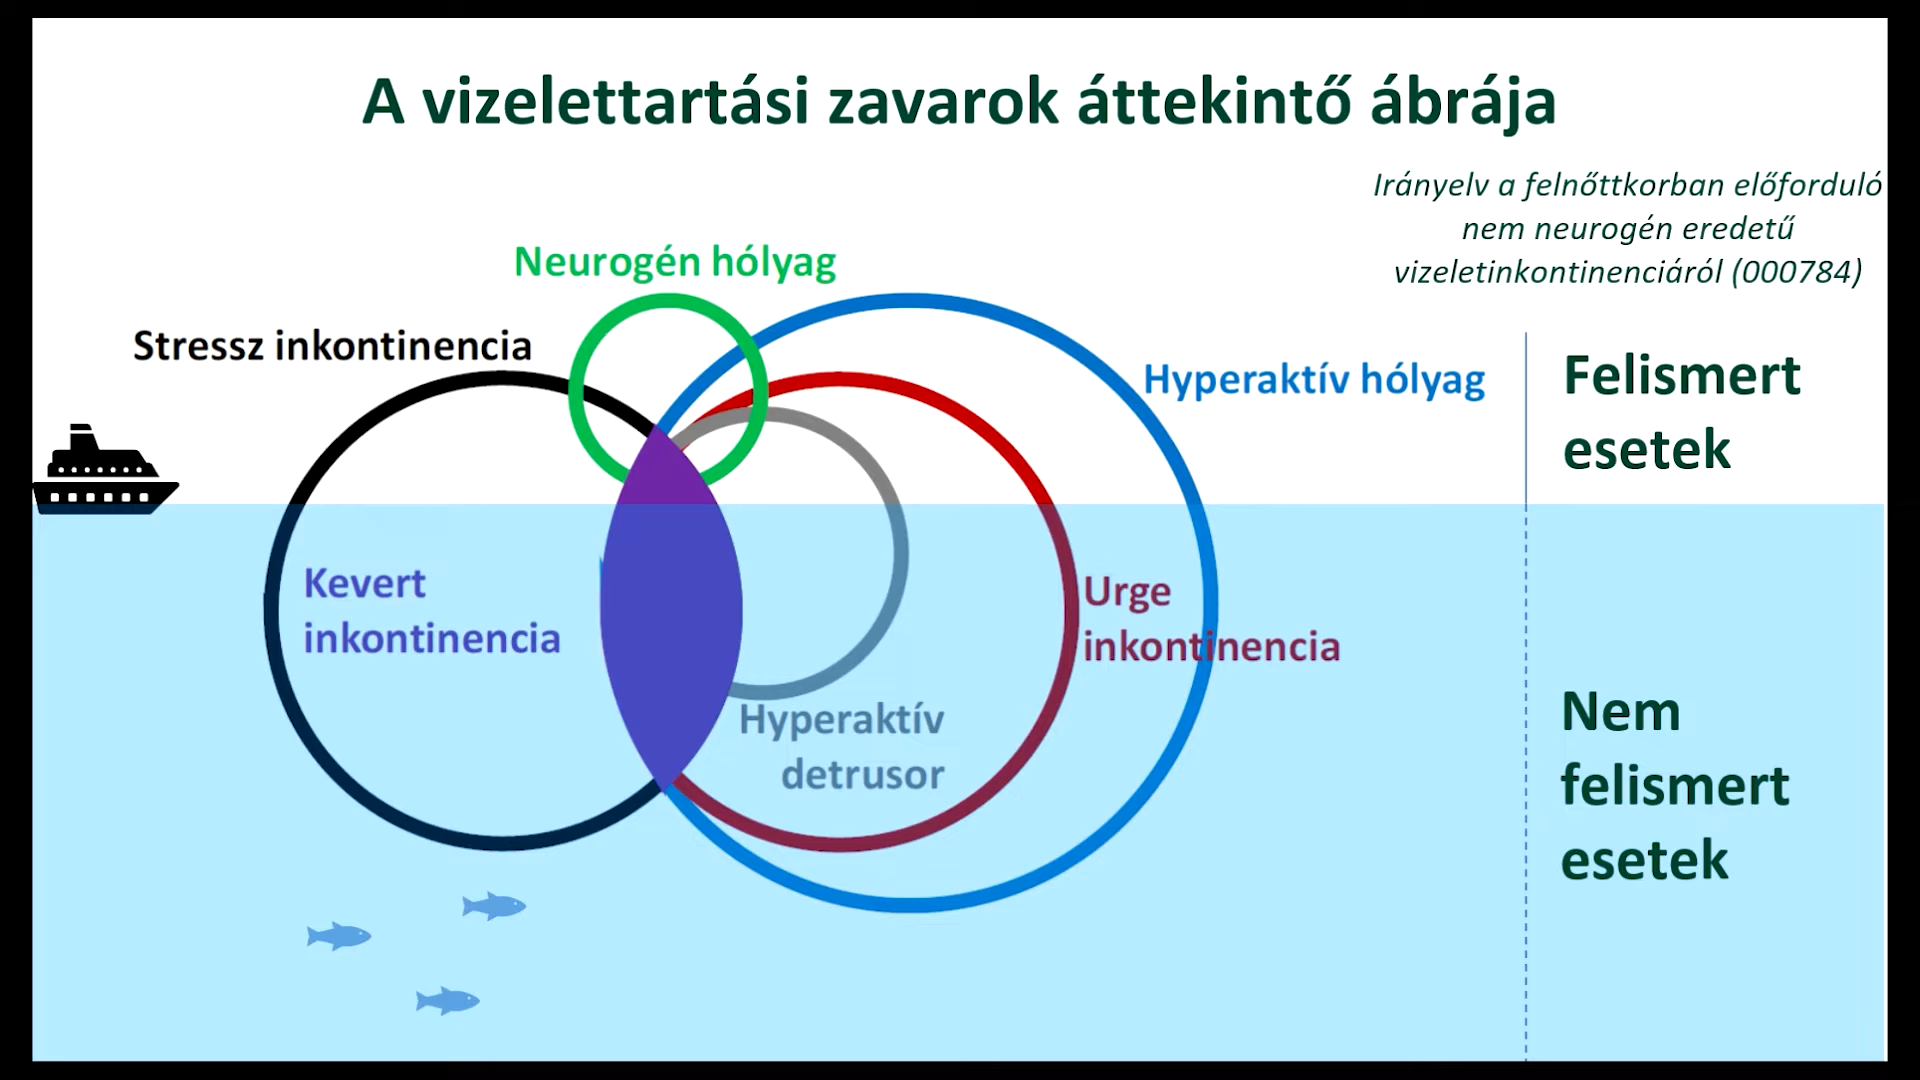 A vizelettartási zavarok áttekintő ábrája
Irányelv a felnőttkorban előforduló
nem neurogén eredetű
vizeletinkontinenciáról (000784)
Neurogén hólyag
Stressz inkontinencia
Hyperaktív hólyag
Felismert
esetek
Kevert
inkontinencia
Urge
inkontinencia
Hyperaktív
detrusor
Nem
felismert
esetek